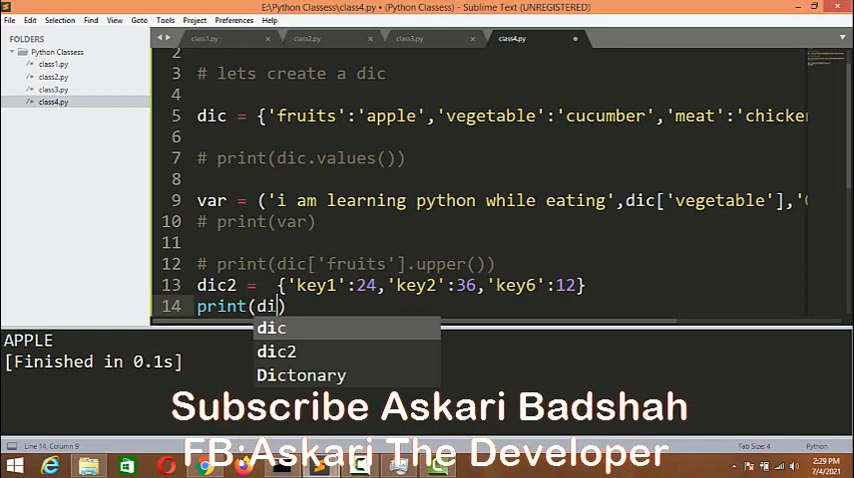 E:\Python Classess\class4.py • (Python Classess) - Sublime Text (UNREGISTERED)
File Edit Selection Find View Goto Tools Project Preferences Help
FOLDERS
Python Classess
class1.py
class2.py
class3.py
class4.py
class1.py class2.py class3.py class4.py
2
3 # lets create a dic
4
5 dic = {'fruits':'apple','vegetable':'cucumber','meat':'chicken
6
7 # print(dic.values())
8
9 var = ('i am learning python while eating',dic['vegetable'],'
10 # print(var)
11
12 # print(dic['fruits'].upper())
13 dic2 = {'key1':24,'key2':36,'key6':12}
14 print(di)
dic
dic2
Dictonary
APPLE
[Finished in 0.1s]
Subscribe Askari Badshah
FB:Askari The Developer
Line 14, Column 9 Tab Size: 4 Python
2:29 PM
7/4/2021